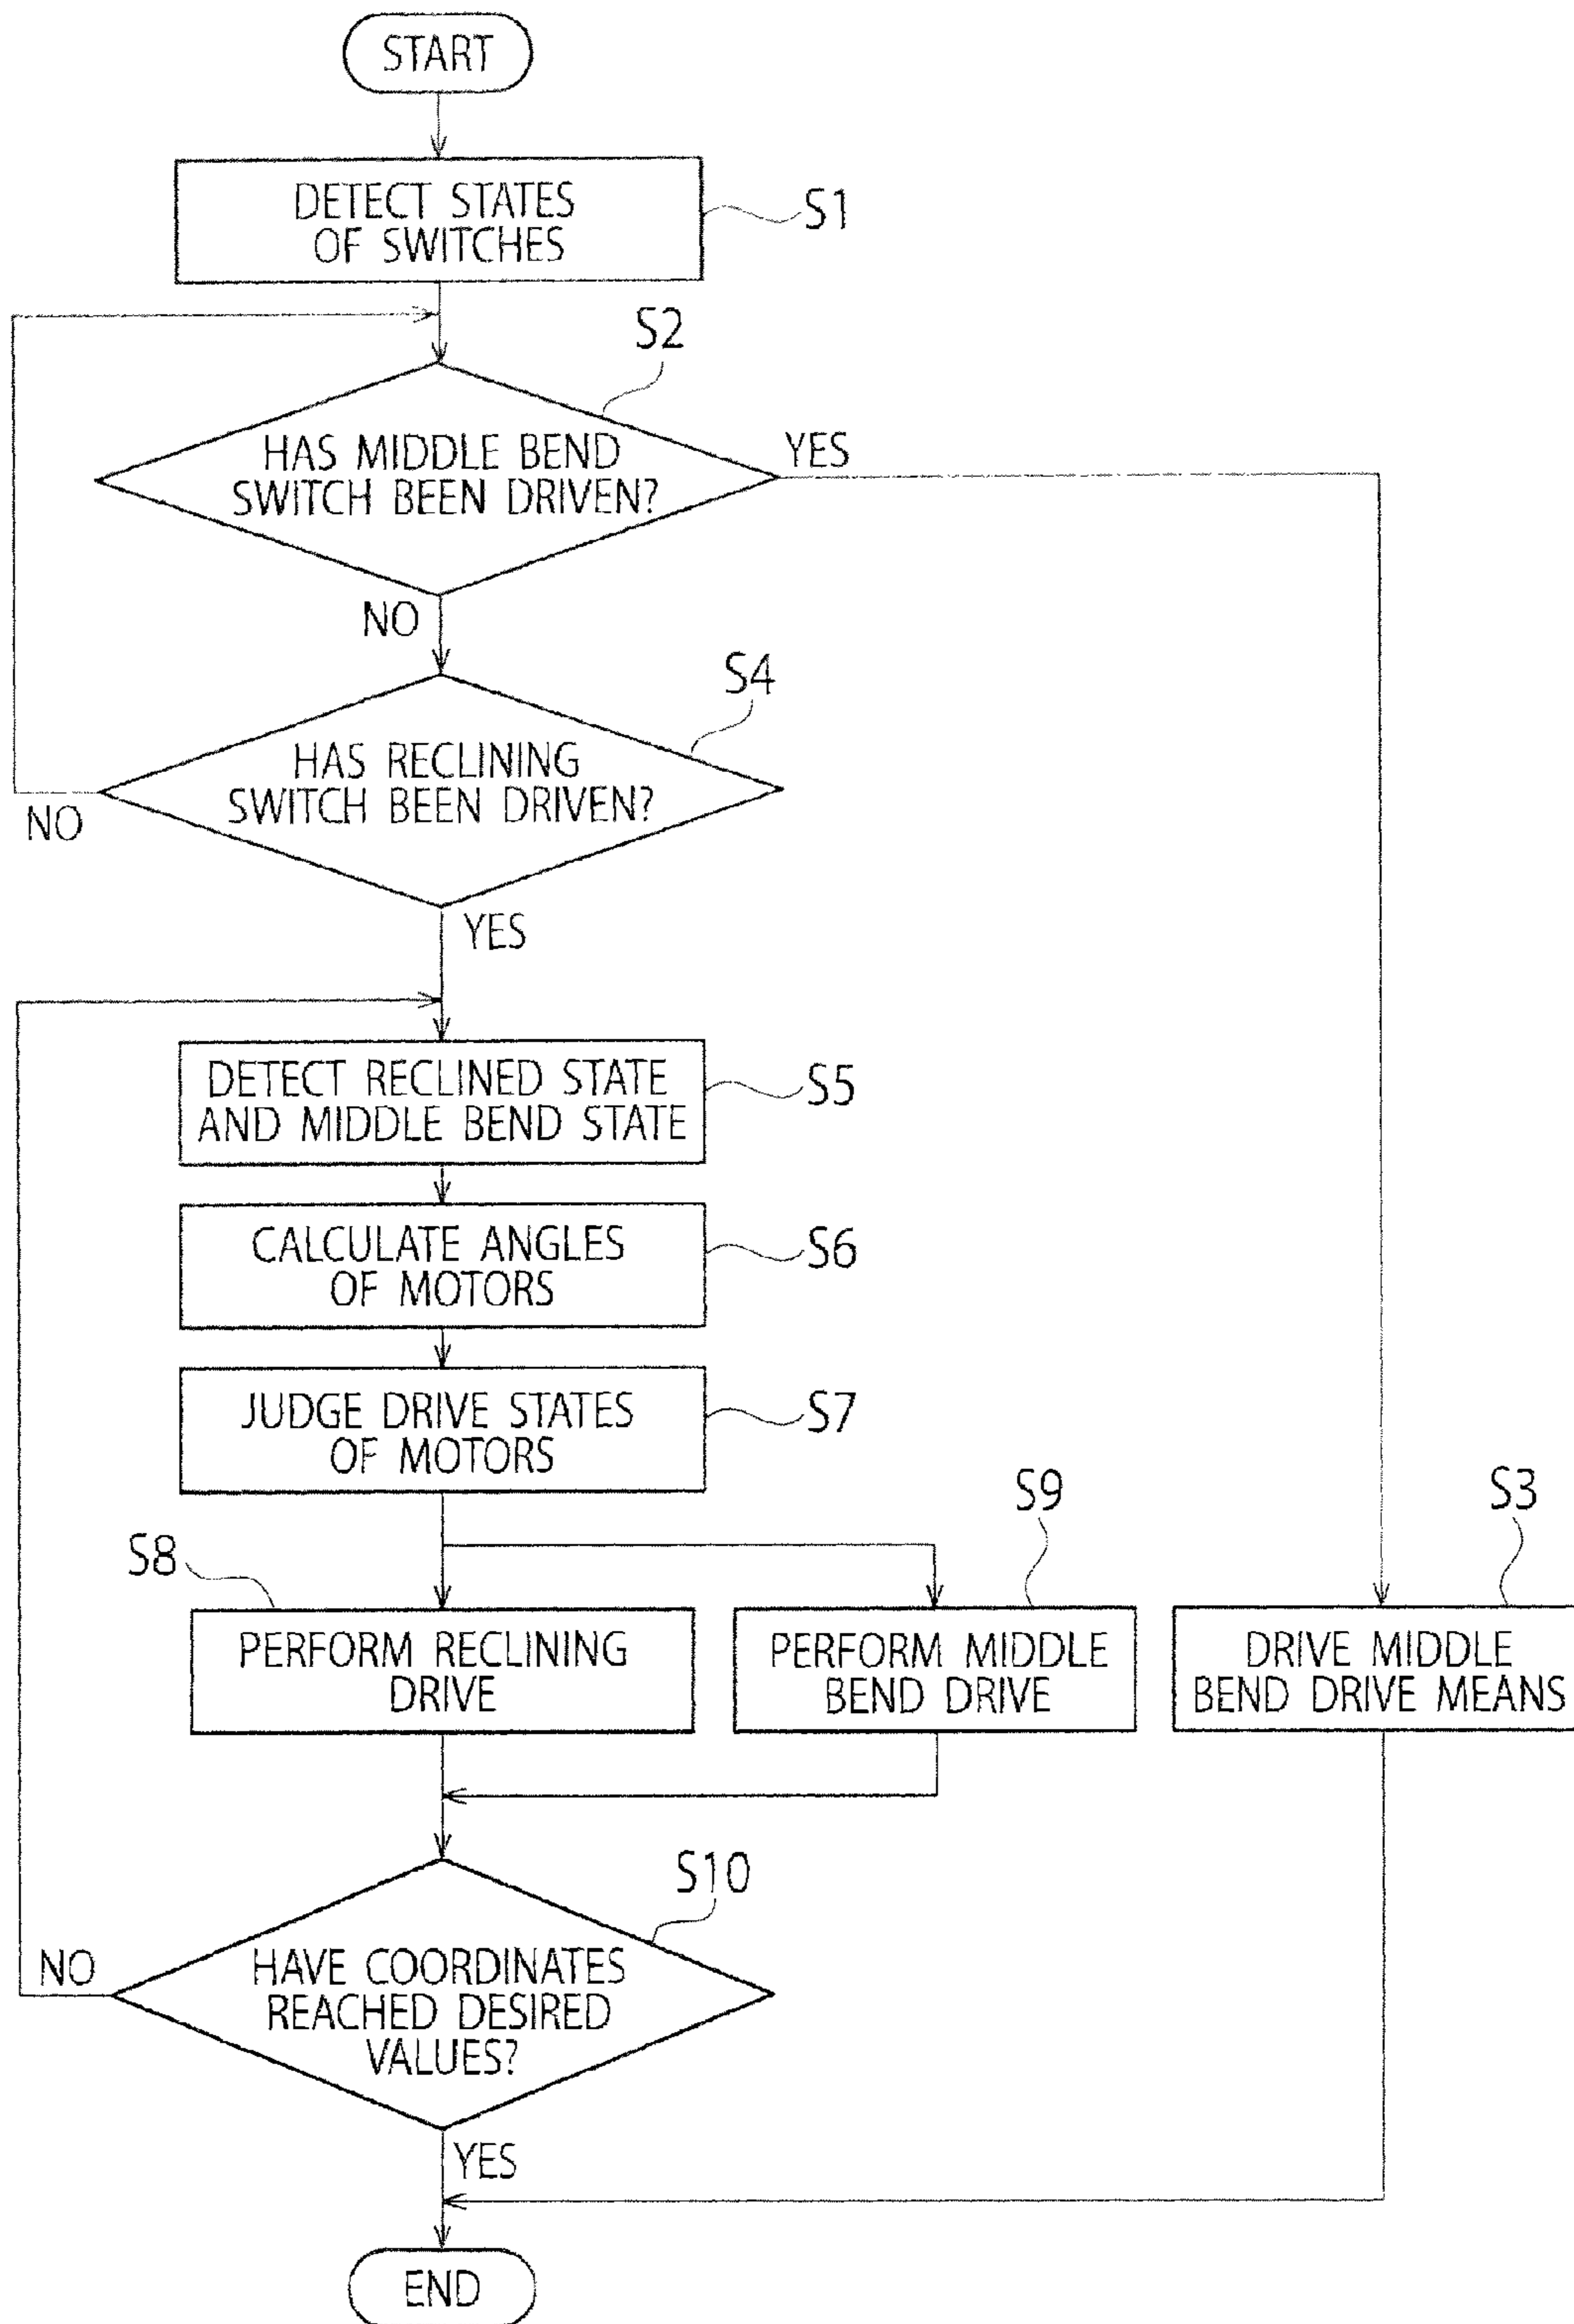 START
DETECT STATES
OF SWITCHES
S1
S2
HAS MIDDLE BEND
SWITCH BEEN DRIVEN?
YES
NO
S4
HAS RECLINING
SWITCH BEEN DRIVEN?
NO
YES
DETECT RECLINED STATE
AND MIDDLE BEND STATE
S5
CALCULATE ANGLES
OF MOTORS
S6
JUDGE DRIVE STATES
OF MOTORS
S7
S8
PERFORM RECLINING
DRIVE
S9
PERFORM MIDDLE
BEND DRIVE
S3
DRIVE MIDDLE
BEND DRIVE MEANS
S10
HAVE COORDINATES
REACHED DESIRED
VALUES?
NO
YES
END